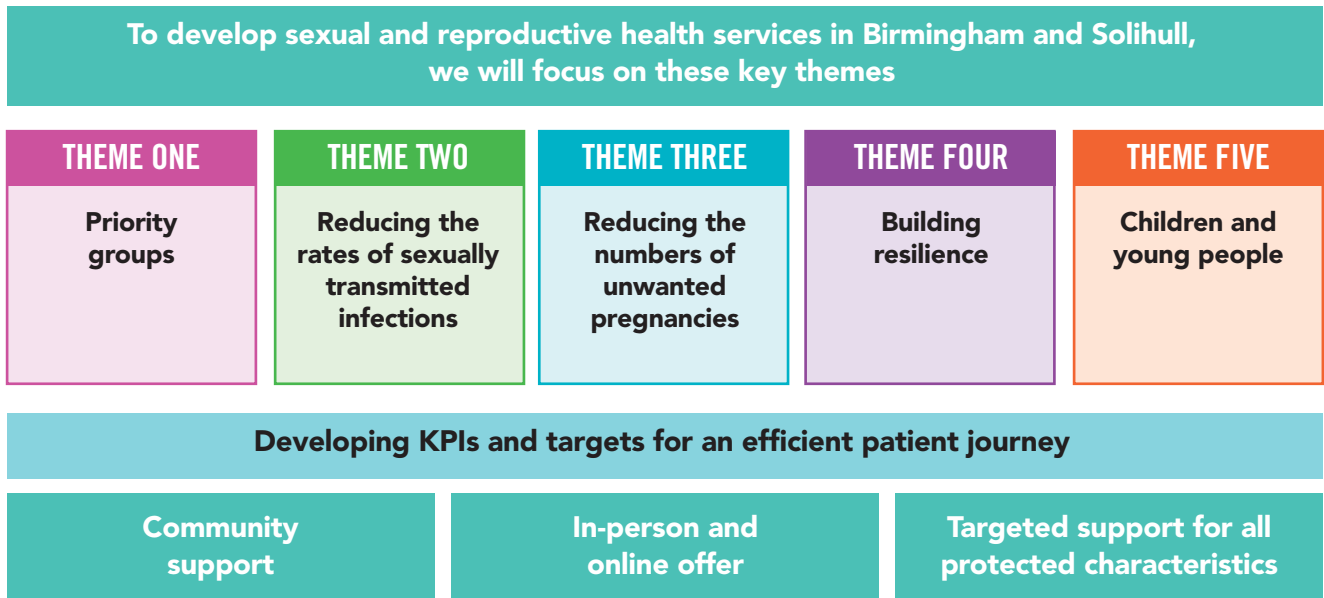 To develop sexual and reproductive health services in Birmingham and Solihull,
we will focus on these key themes
THEME ONE
Priority
groups
THEME TWO
Reducing the
rates of sexually
transmitted
infections
THEME THREE
Reducing the
numbers of
unwanted
pregnancies
THEME FOUR
Building
resilience
THEME FIVE
Children and
young people
Developing KPIs and targets for an efficient patient journey
Community
support
In-person and
online offer
Targeted support for all
protected characteristics